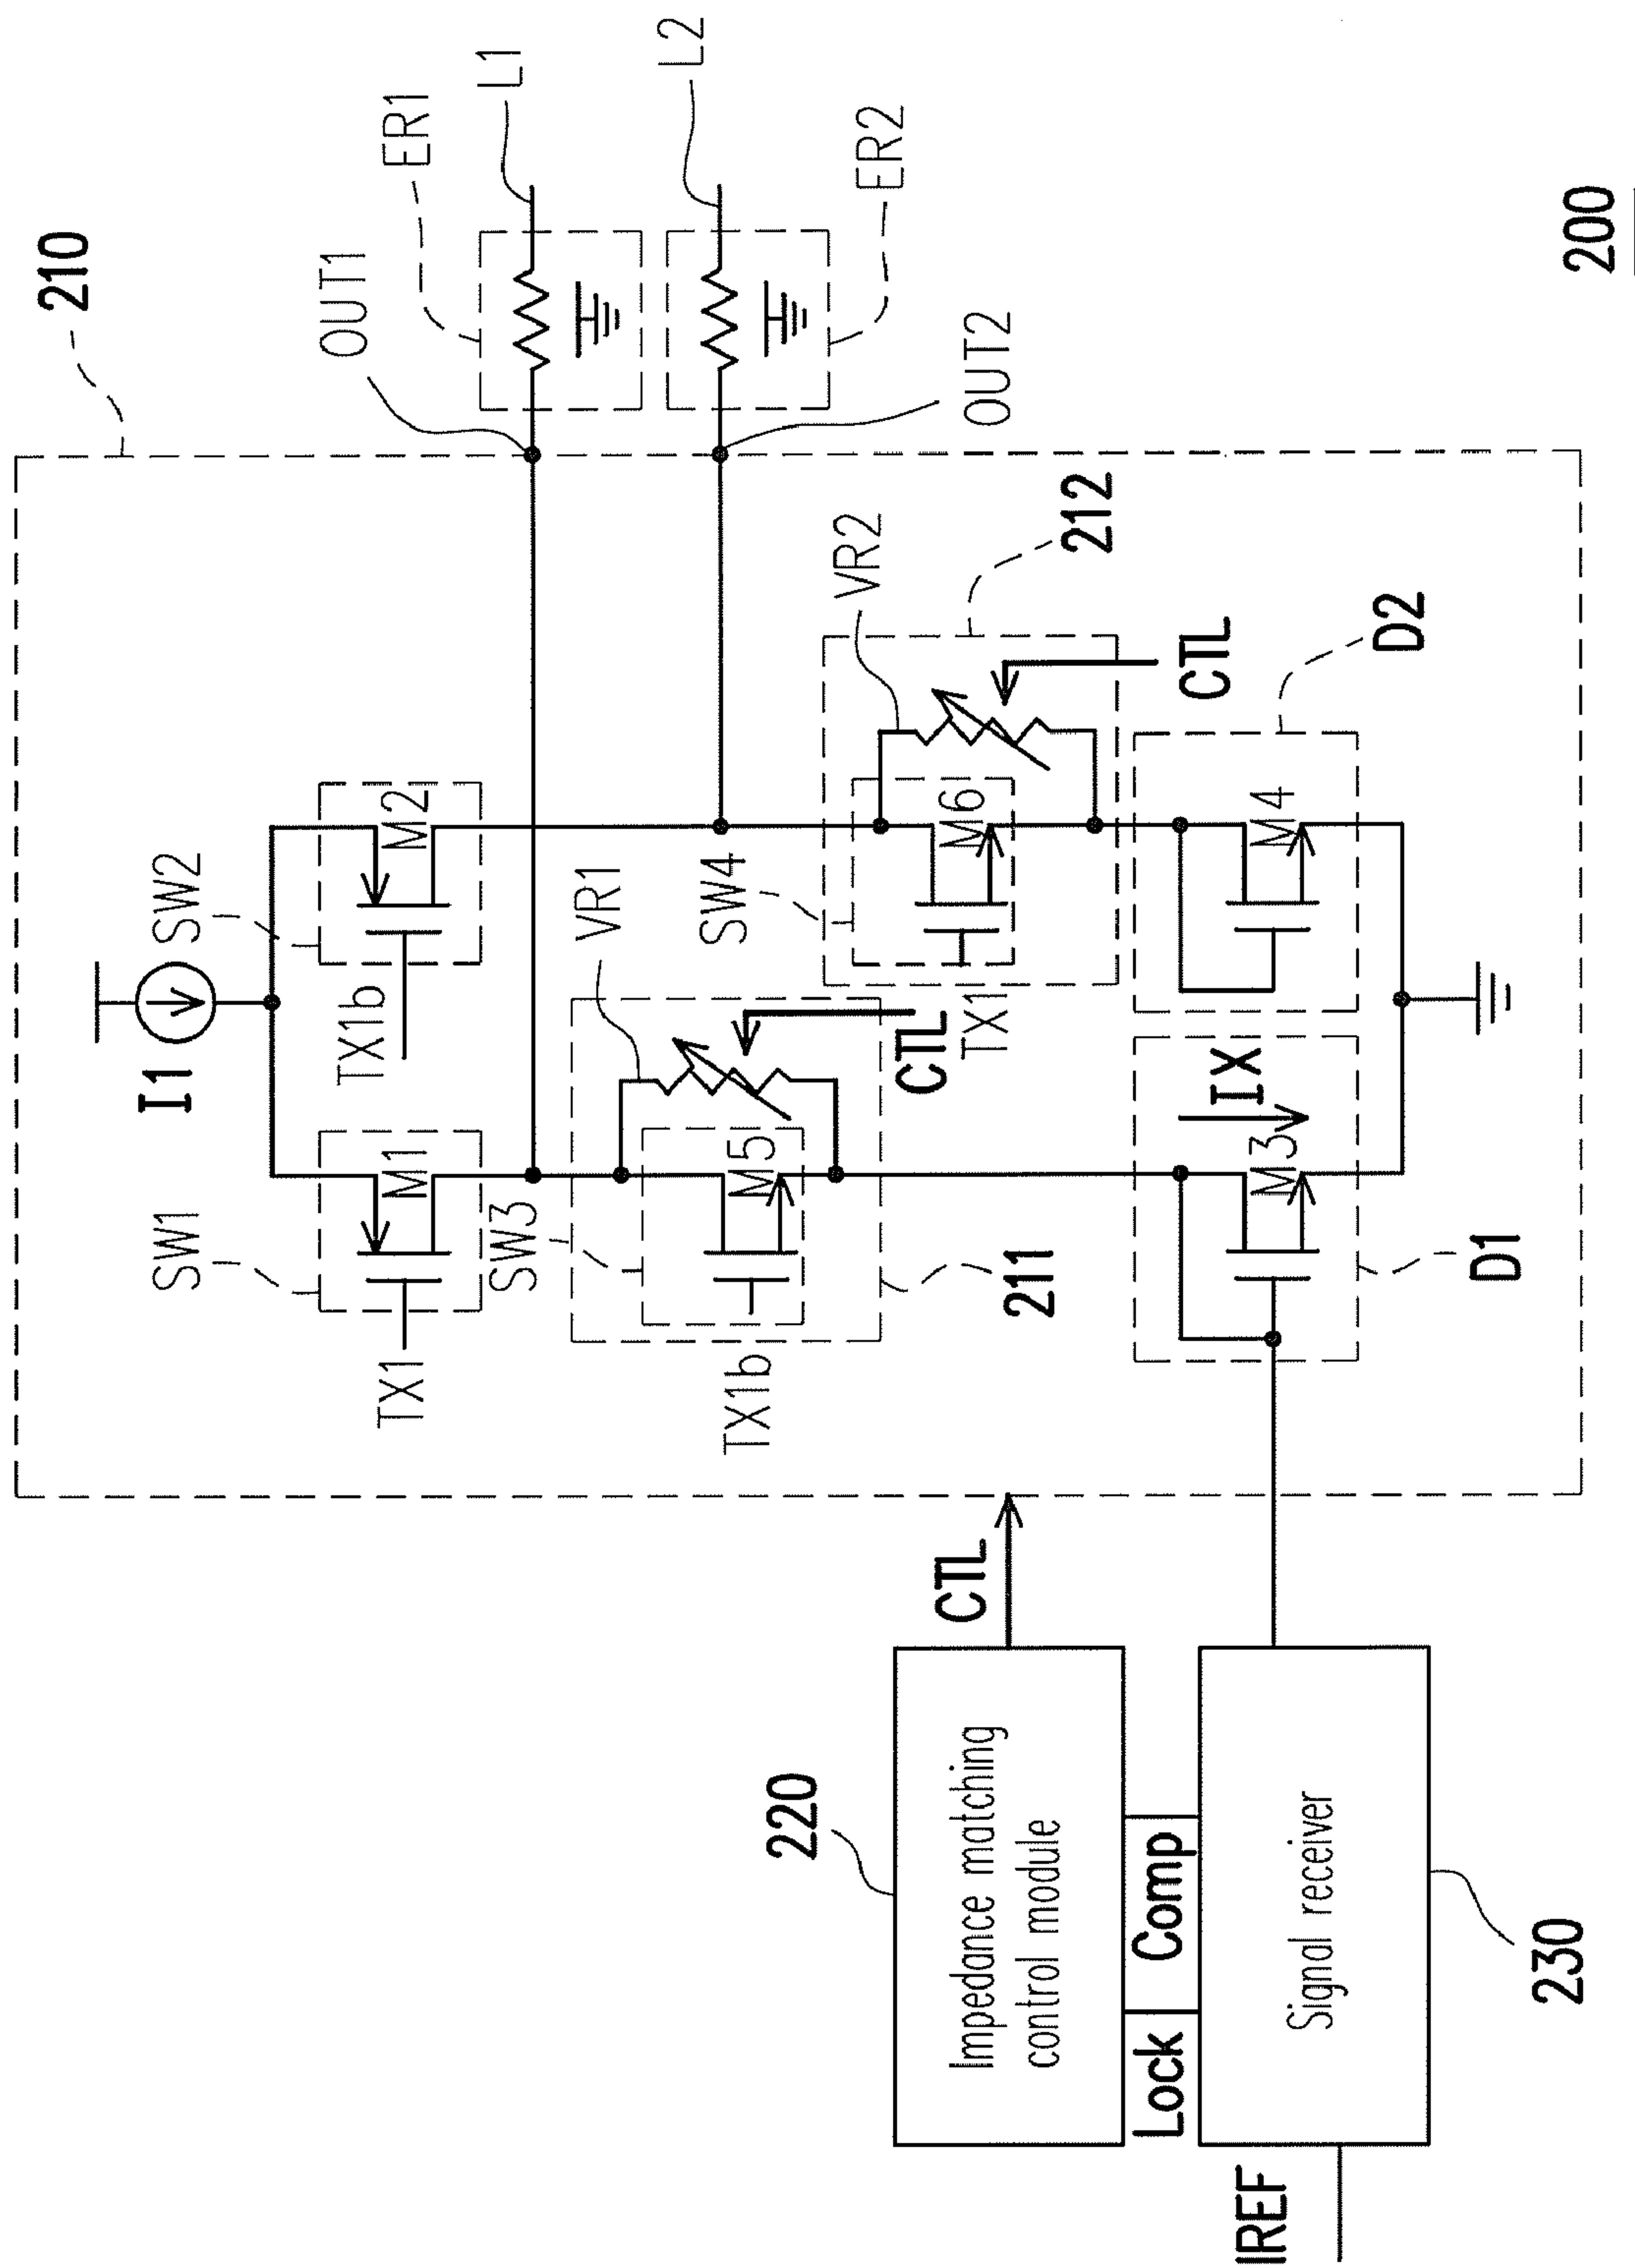 210
I1
SW1
SW2
TX1
M1
TX1b
M2
OUT1
ER1
L1
L2
ER2
OUT2
SW3
VR1
TX1b
M5
CTL
211
SW4
VR2
TX1
M6
212
CTL
D1
M3
IX
M4
D2
220
Impedance matching
control module
CTL
Lock
Comp
IREF
Signal receiver
230
200